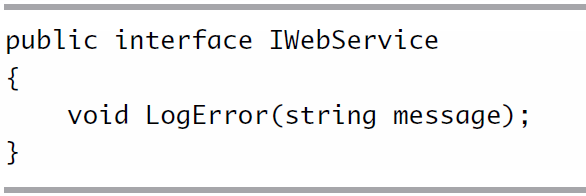 public interface IWebService
{
    void LogError(string message);
}